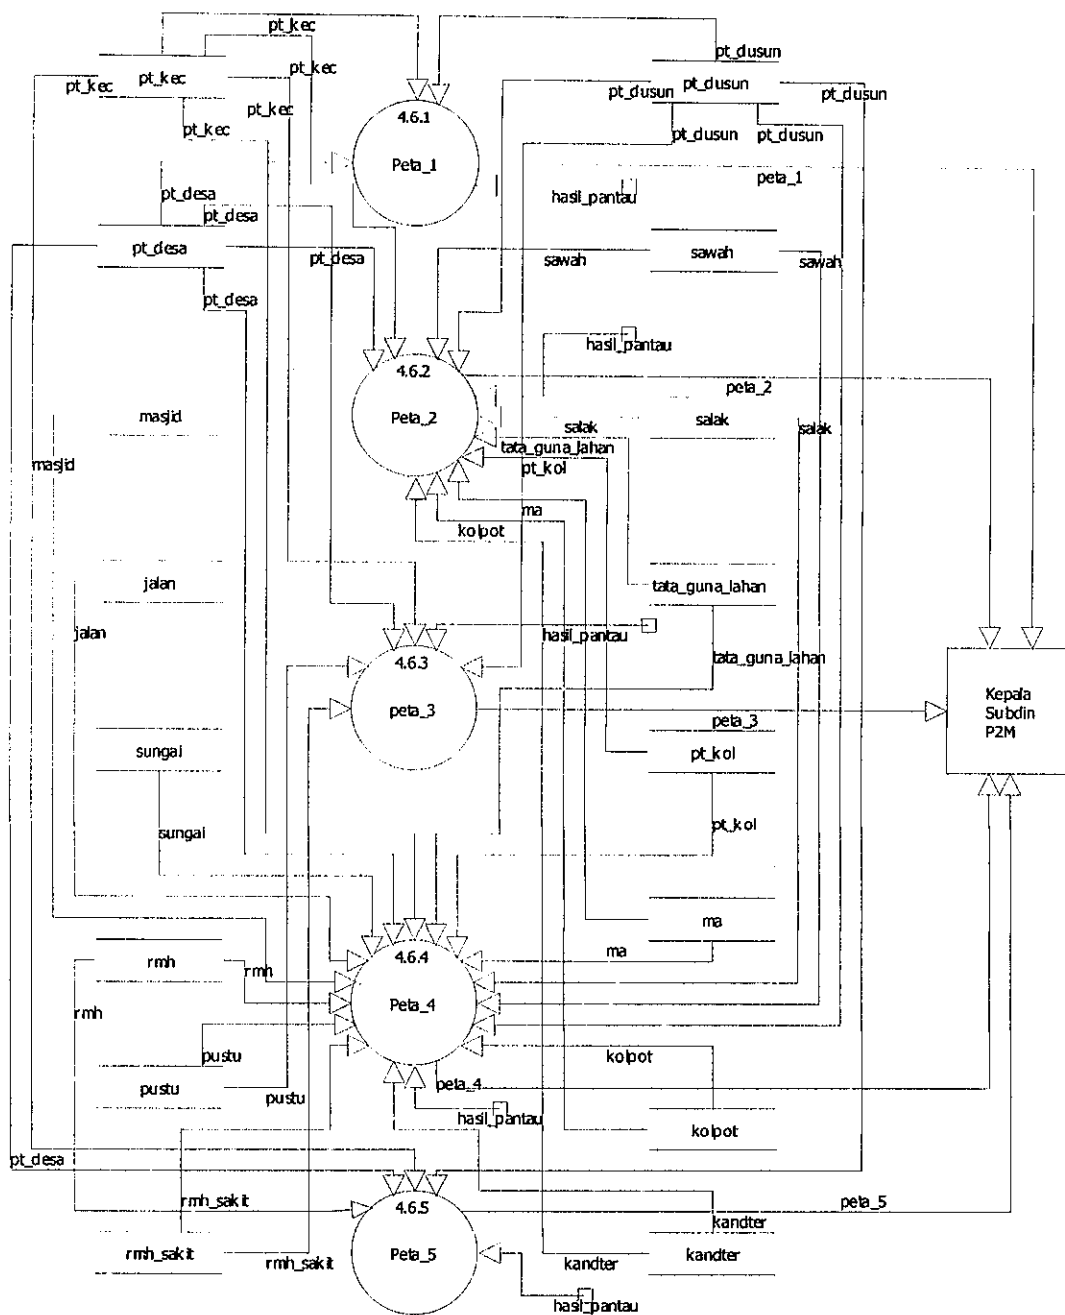 pt_kec
pt_kec
pt_dusun
pt_kec
pt_kec
pt_kec
pt_dusun
pt_dusun
pt_dusun
pt_kec
4.6.1
pt_kec
pt_dusun
pt_dusun
Peta_1
peta_1
pt_desa
hasil_pantau
pt_desa
pt_desa
pt_desa
sawah
sawah
sawah
pt_desa
hasil_pantau
4.6.2
peta_2
masjid
Peta_2
salak
salak
salak
tata_guna_lahan
masjid
pt_kol
ma
kolpot
jalan
tata_guna_lahan
jalan
hasil_pantau
4.6.3
tata_guna_lahan
peta_3
peta_3
Kepala
Subdin
P2M
sungai
pt_kol
sungai
pt_kol
ma
rmh
rmh
4.6.4
ma
Peta_4
rmh
pustu
kolpot
pustu
pustu
peta_4
hasil_pantau
kolpot
pt_desa
rmh_sakit
4.6.5
peta_5
kandter
rmh_sakit
rmh_sakit
Peta_5
kandter
kandter
hasil_pantau